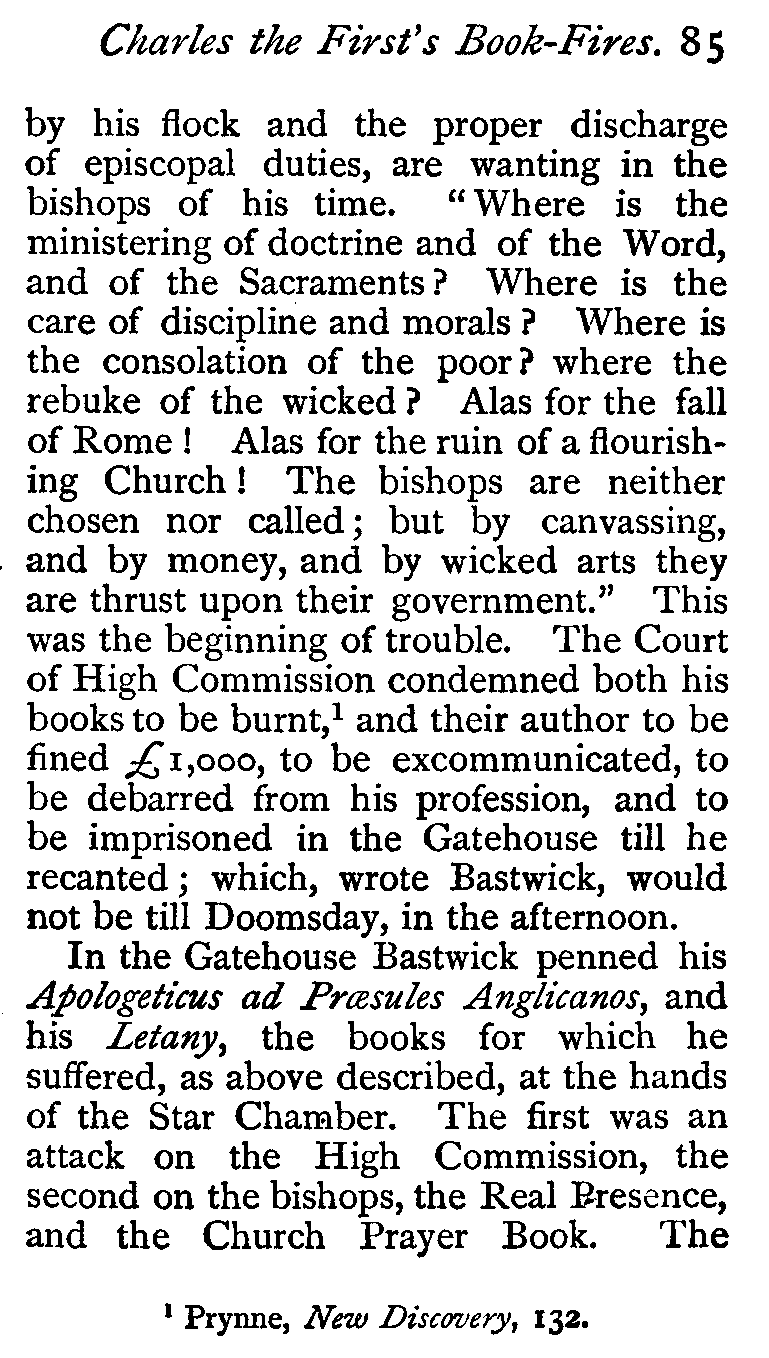 Charles the First's Book-Fires. 85
by his flock and the proper discharge
of episcopal duties, are wanting in the
bishops of his time. “Where is the
ministering of doctrine and of the Word,
and of the Sacraments? Where is the
care of discipline and morals? Where is
the consolation of the poor? where the
rebuke of the wicked? Alas for the fall
of Rome! Alas for the ruin of a flourish-
ing Church! The bishops are neither
chosen nor called; but by canvassing,
and by money, and by wicked arts they
are thrust upon their government.” This
was the beginning of trouble. The Court
of High Commission condemned both his
books to be burnt,¹ and their author to be
fined £1,000, to be excommunicated, to
be debarred from his profession, and to
be imprisoned in the Gatehouse till he
recanted; which, wrote Bastwick, would
not be till Doomsday, in the afternoon.
In the Gatehouse Bastwick penned his
Apologeticus ad Præsules Anglicanos, and
his Letany, the books for which he
suffered, as above described, at the hands
of the Star Chamber. The first was an
attack on the High Commission, the
second on the bishops, the Real Presence,
and the Church Prayer Book. The
¹ Prynne, New Discovery, 132.